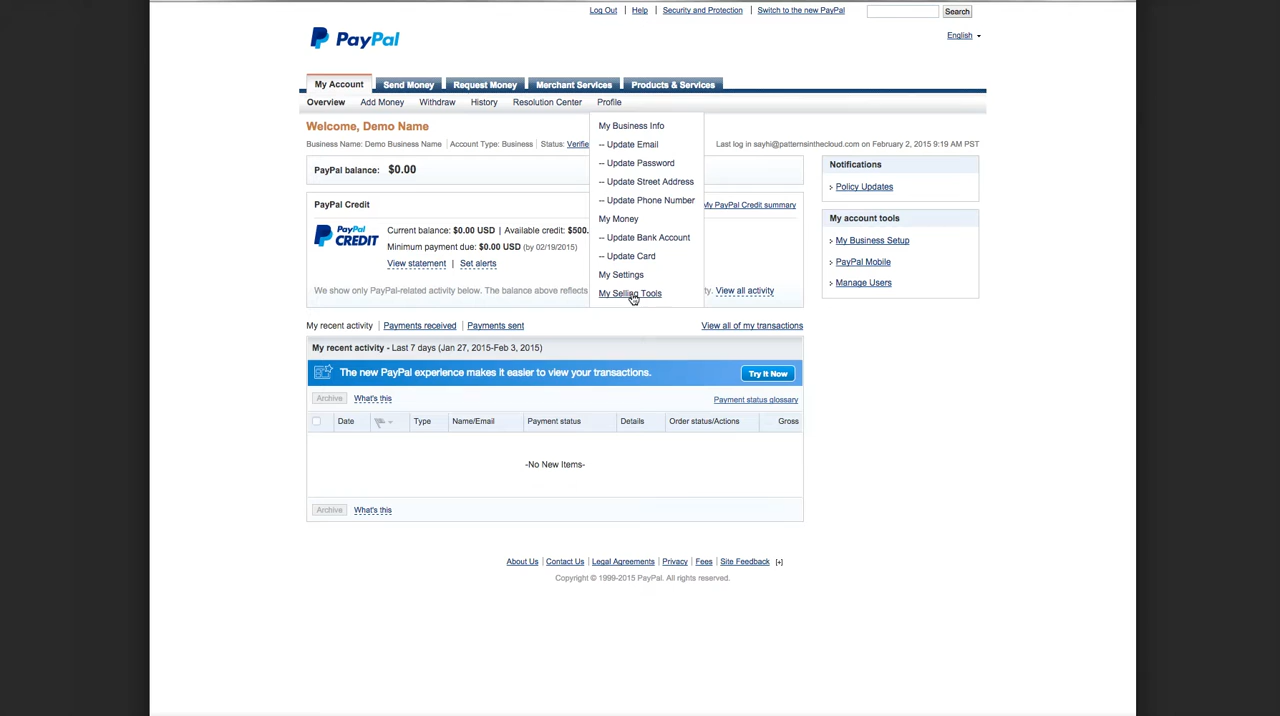 Log Out | Help | Security and Protection | Switch to the new PayPal Search
PayPal
English
My Account Send Money Request Money Merchant Services Products & Services
Overview Add Money Withdraw History Resolution Center Profile
Welcome, Demo Name
Business Name: Demo Business Name | Account Type: Business | Status: Verifie
Last log in sayhi@patternsinthecloud.com on February 2, 2015 9:19 AM PST
My Business Info
-- Update Email
-- Update Password
-- Update Street Address
-- Update Phone Number
My Money
-- Update Bank Account
-- Update Card
My Settings
My Selling Tools
PayPal balance: $0.00
PayPal Credit
My PayPal Credit summary
PayPal CREDIT
Current balance: $0.00 USD | Available credit: $500.
Minimum payment due: $0.00 USD (by 02/19/2015)
View statement | Set alerts
We show only PayPal-related activity below. The balance above reflects
y. View all activity
Notifications
Policy Updates
My account tools
My Business Setup
PayPal Mobile
Manage Users
My recent activity | Payments received | Payments sent View all of my transactions
My recent activity - Last 7 days (Jan 27, 2015-Feb 3, 2015)
The new PayPal experience makes it easier to view your transactions. Try It Now
Archive What's this Payment status glossary
Date Type Name/Email Payment status Details Order status/Actions Gross
-No New Items-
Archive What's this
About Us | Contact Us | Legal Agreements | Privacy | Fees | Site Feedback [+]
Copyright © 1999-2015 PayPal. All rights reserved.